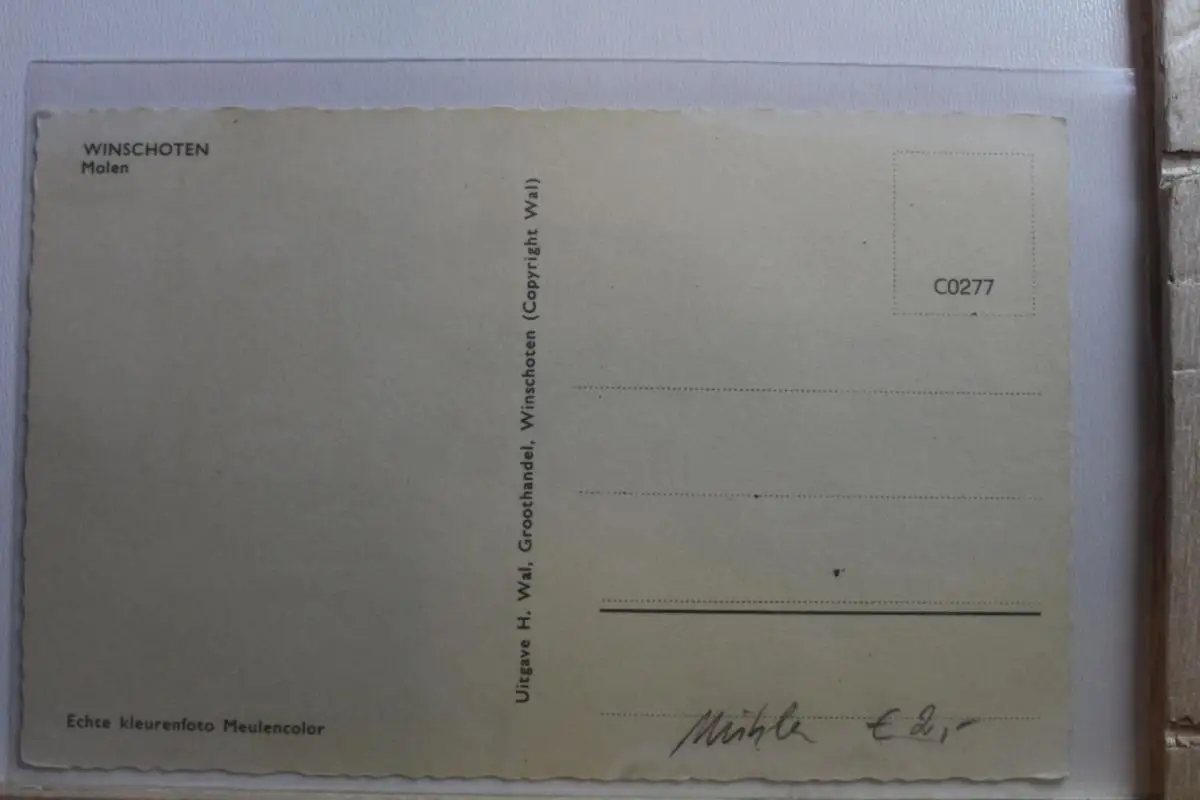 WINSCHOTEN
Molen
C0277
Uitgave H. Wal, Groothandel, Winschoten (Copyright Wal)
Echte kleurenfoto Meulencolor
Mühle € 2,-